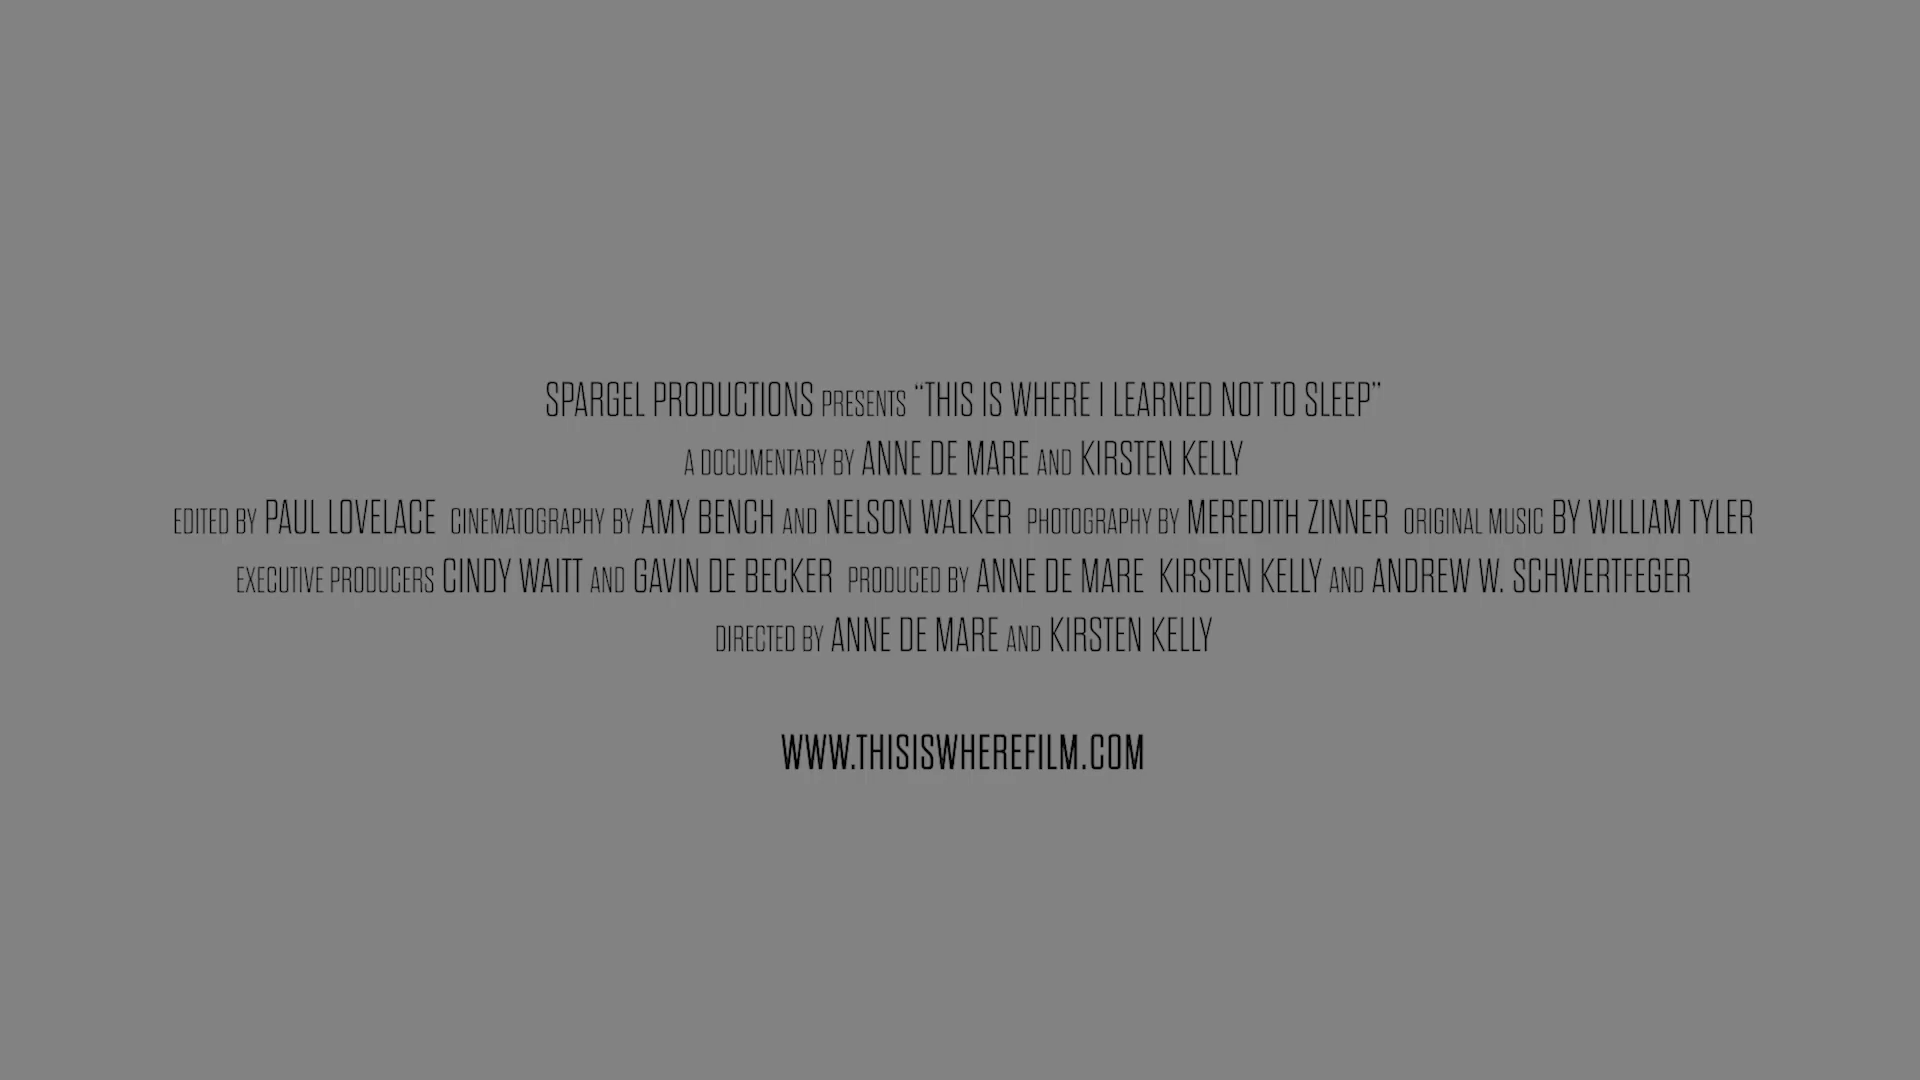 SPARGEL PRODUCTIONS PRESENTS “THIS IS WHERE I LEARNED NOT TO SLEEP”
A DOCUMENTARY BY ANNE DE MARE AND KIRSTEN KELLY
EDITED BY PAUL LOVELACE CINEMATOGRAPHY BY AMY BENCH AND NELSON WALKER PHOTOGRAPHY BY MEREDITH ZINNER ORIGINAL MUSIC BY WILLIAM TYLER
EXECUTIVE PRODUCERS CINDY WAITT AND GAVIN DE BECKER PRODUCED BY ANNE DE MARE KIRSTEN KELLY AND ANDREW W. SCHWERTFEGER
DIRECTED BY ANNE DE MARE AND KIRSTEN KELLY
WWW.THISISWHEREFILM.COM